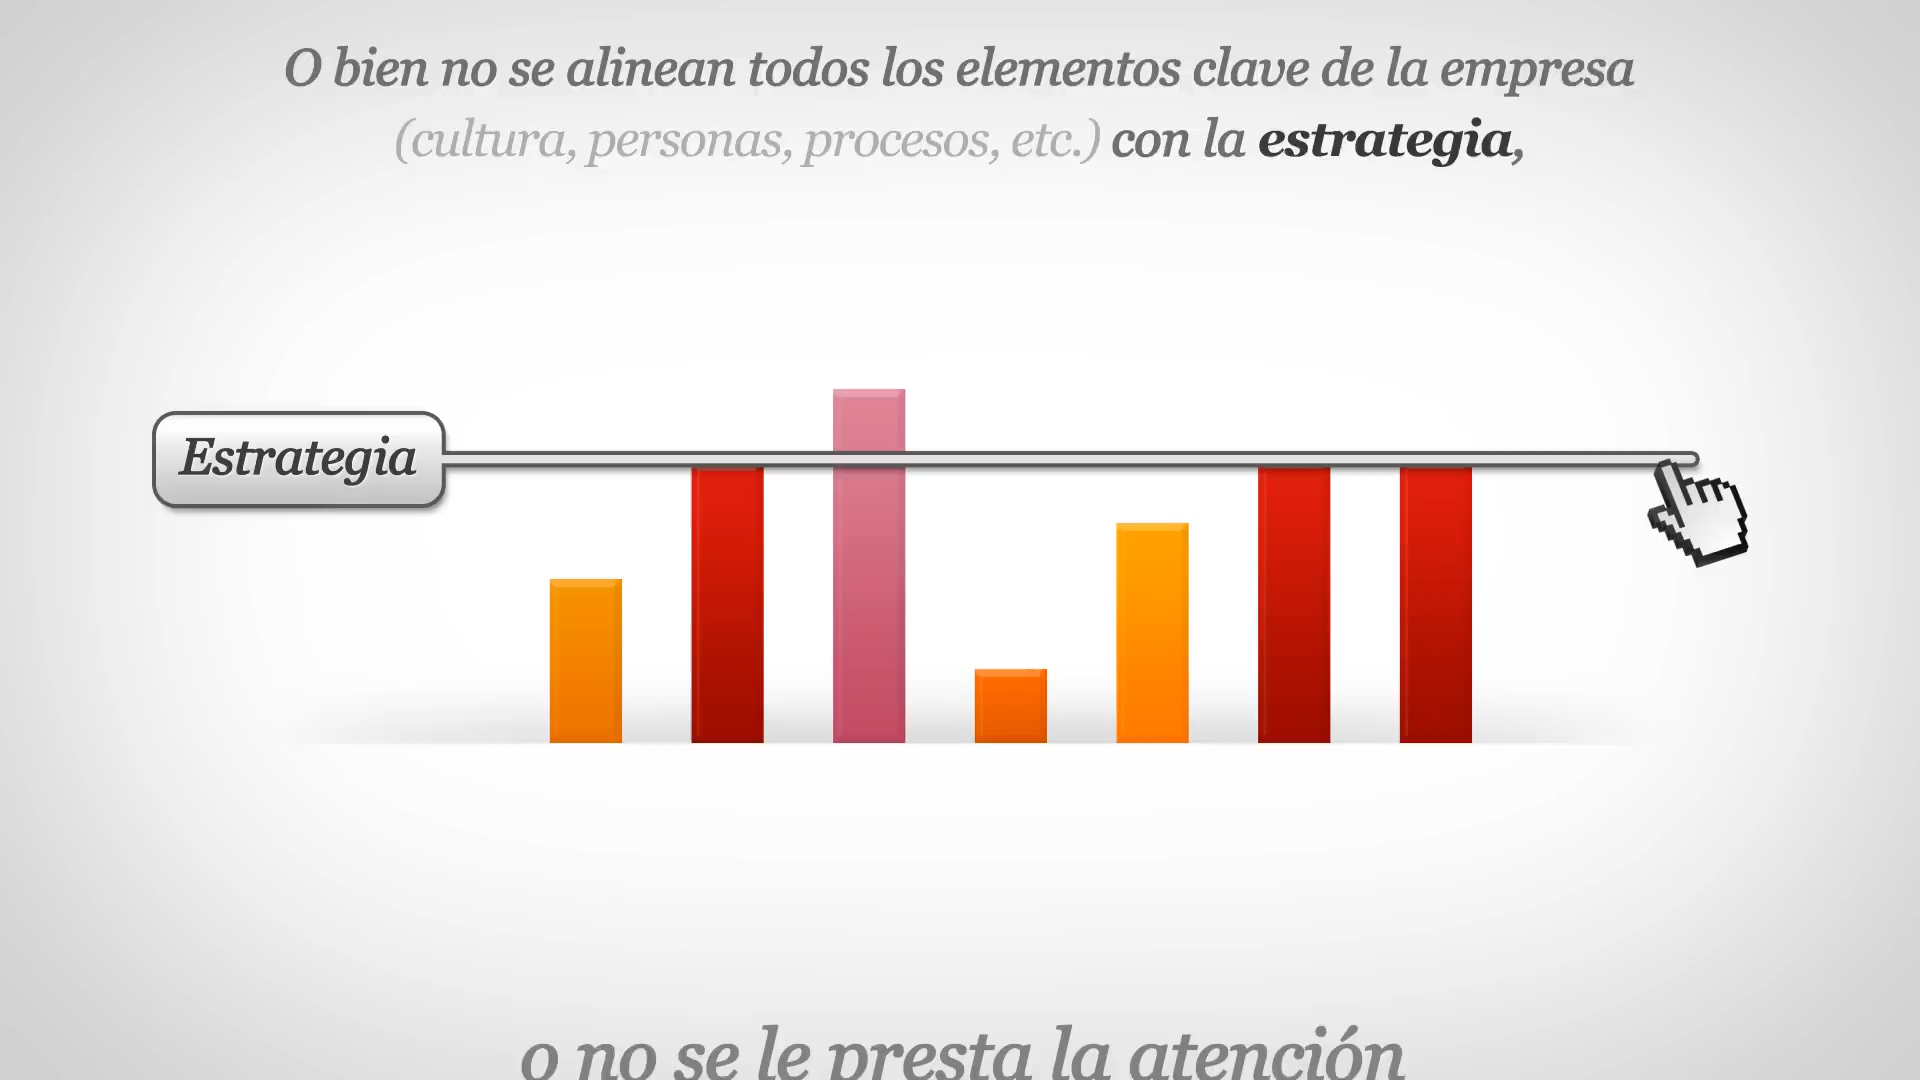 O bien no se alinean todos los elementos clave de la empresa
(cultura, personas, procesos, etc.) con la estrategia,
Estrategia
o no se le presta la atención